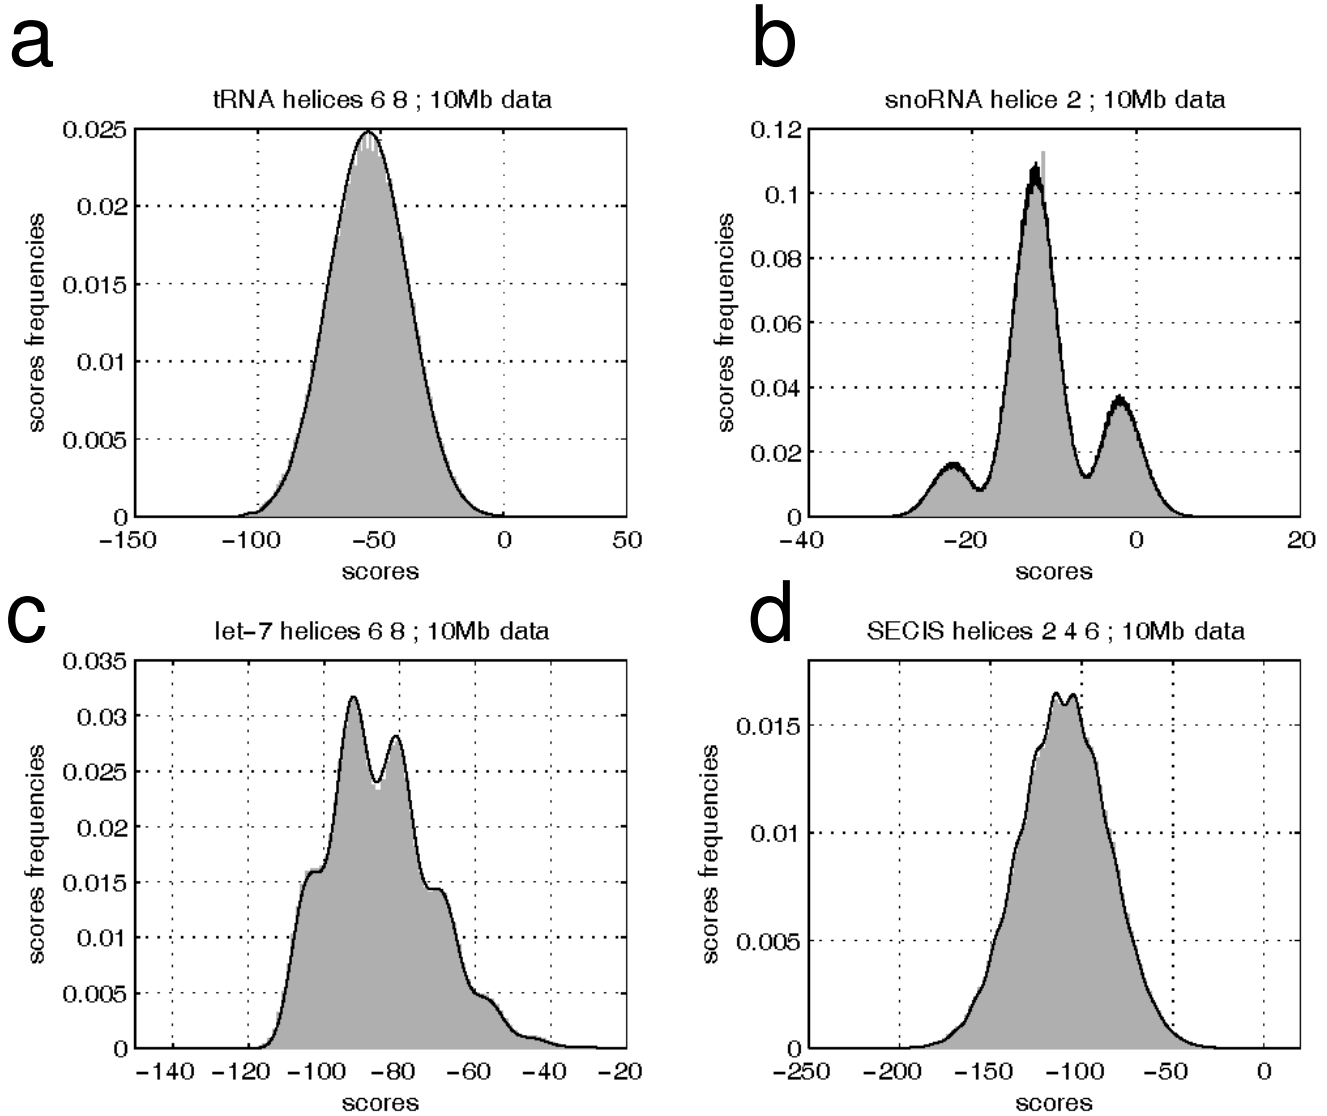 a
tRNA helices 6 8 ; 10Mb data
scores frequencies
0.025
0.02
0.015
0.01
0.005
0
−150 −100 −50 0 50
scores
b
snoRNA helice 2 ; 10Mb data
scores frequencies
0.12
0.1
0.08
0.06
0.04
0.02
0
−40 −20 0 20
scores
c
let−7 helices 6 8 ; 10Mb data
scores frequencies
0.035
0.03
0.025
0.02
0.015
0.01
0.005
0
−140 −120 −100 −80 −60 −40 −20
scores
d
SECIS helices 2 4 6 ; 10Mb data
scores frequencies
0.015
0.01
0.005
0
−250 −200 −150 −100 −50 0
scores